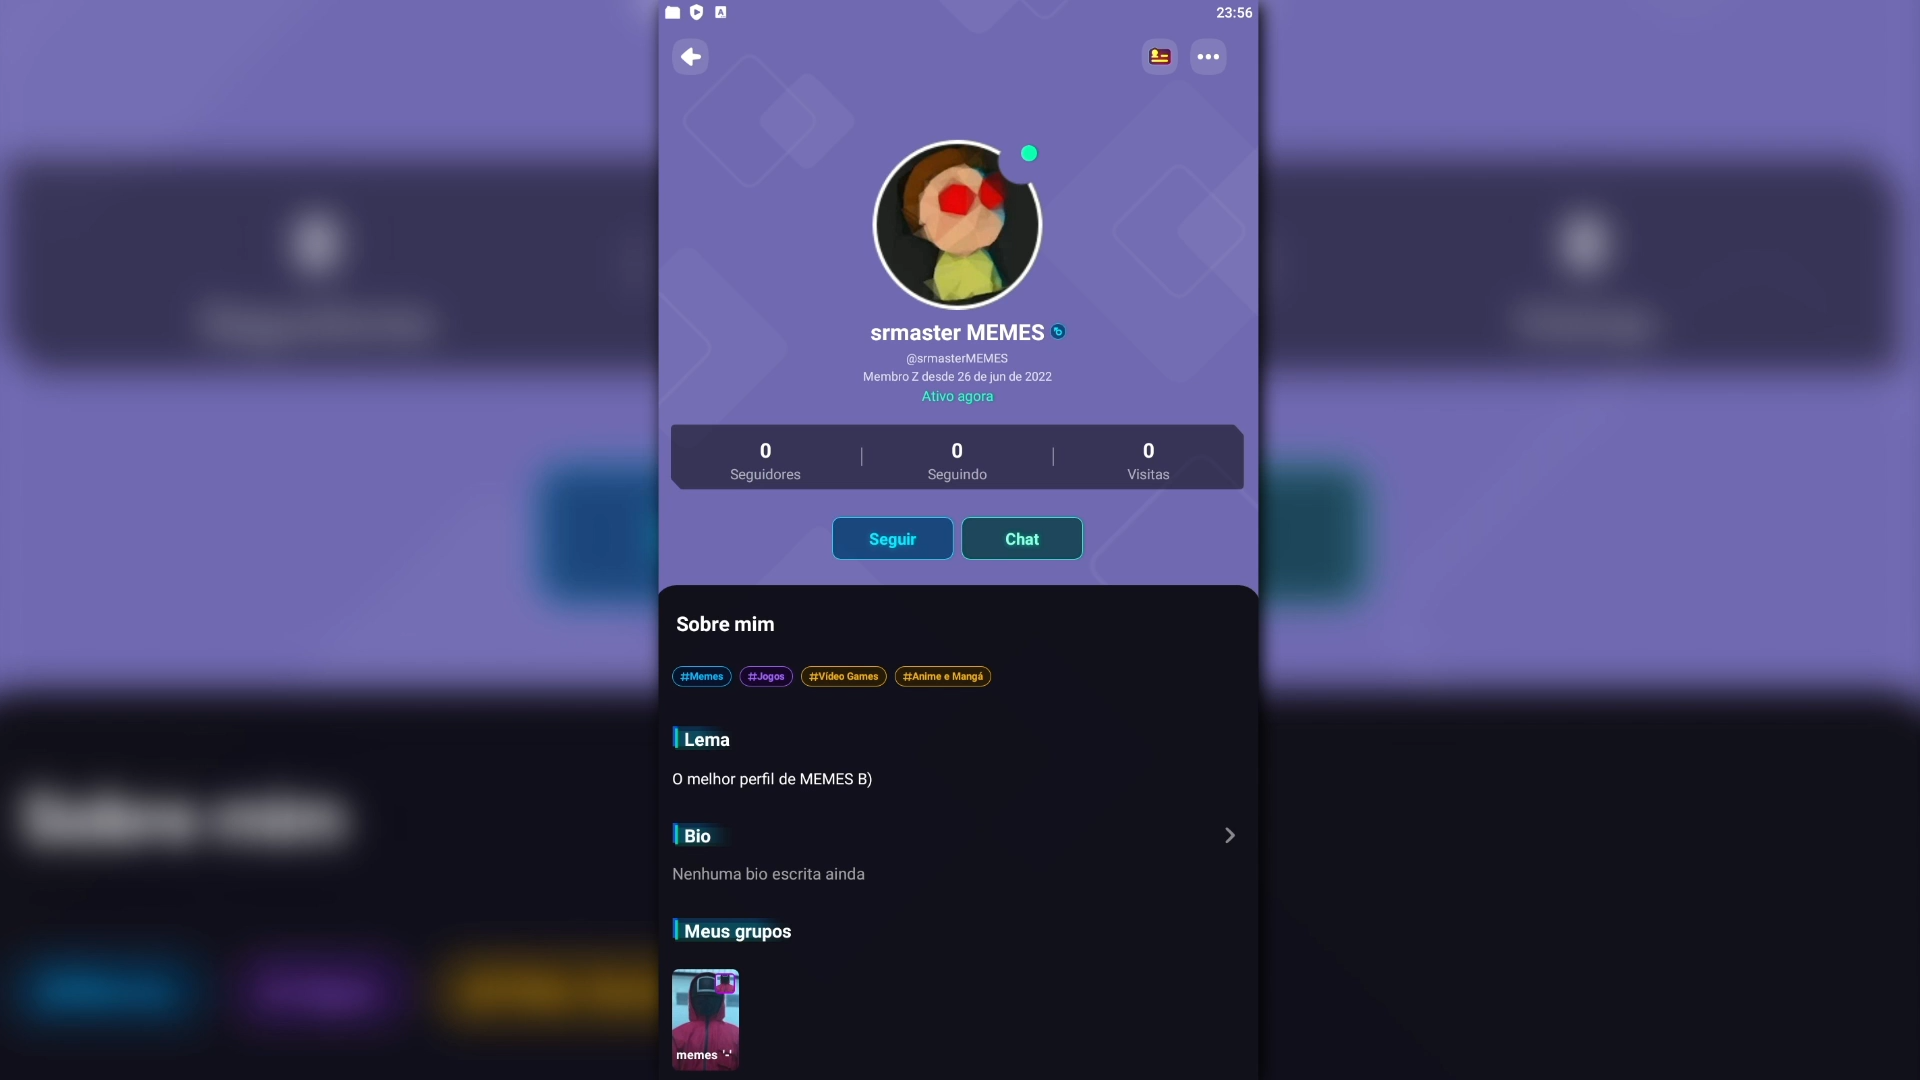 23:56
srmaster MEMES
@srmasterMEMES
Membro Z desde 26 de jun de 2022
Ativo agora
0 0 0
Seguidores Seguindo Visitas
Seguir Chat
Sobre mim
#Memes #Jogos #Vídeo Games #Anime e Mangá
Lema
O melhor perfil de MEMES B)
Bio
Nenhuma bio escrita ainda
Meus grupos
memes '-'